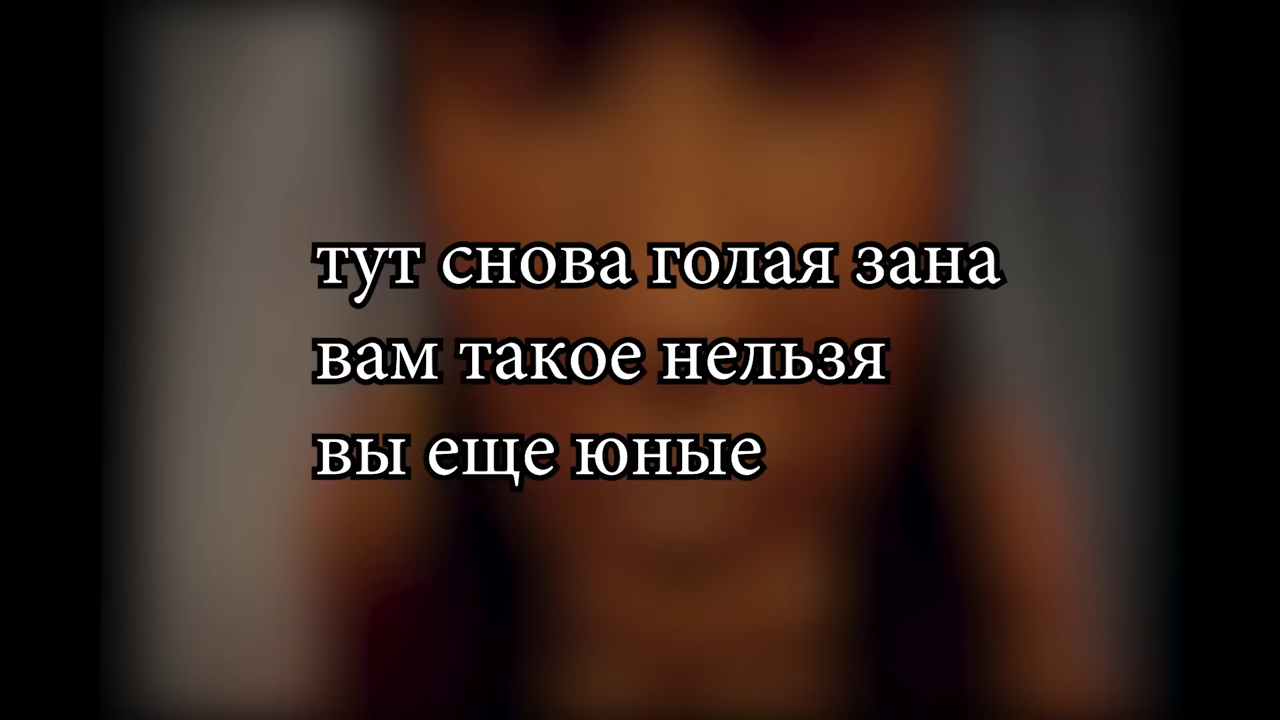 тут снова голая зана
вам такое нельзя
вы еще юные